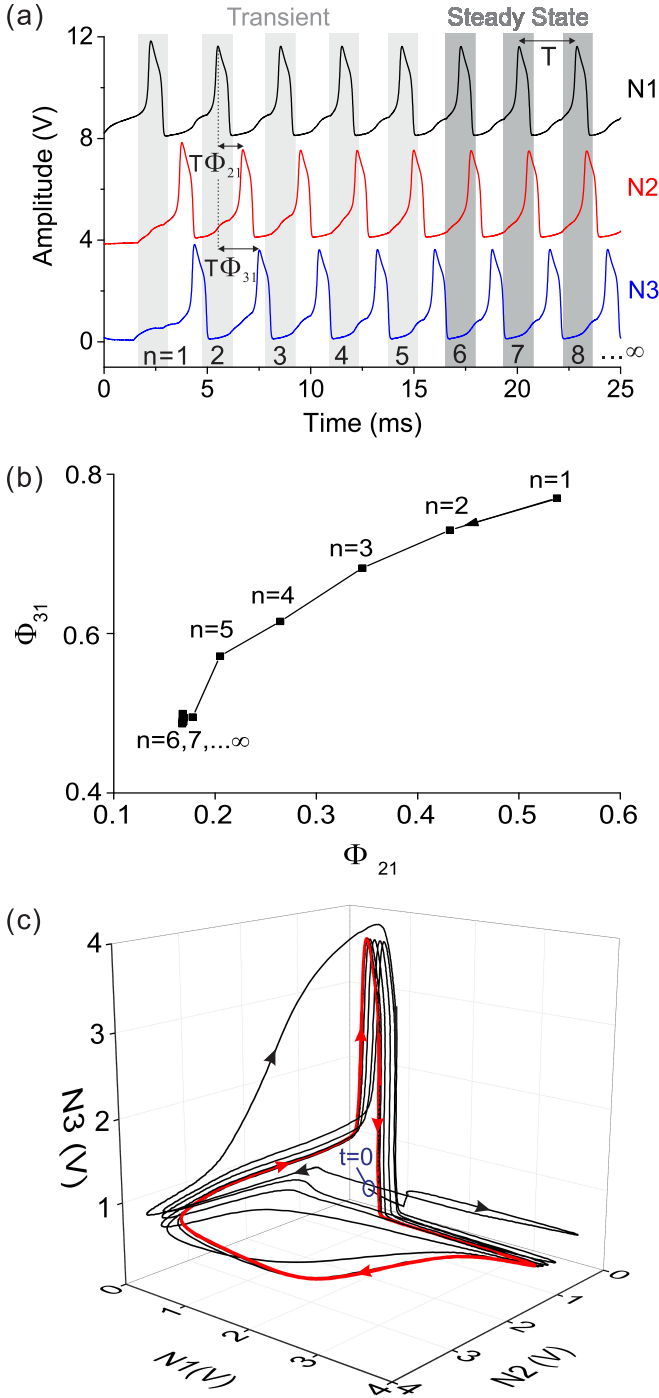 (a)
Transient
Steady State
12
8
4
0
Amplitude (V)
T
N1
TΦ21
N2
TΦ31
N3
n=1 2 3 4 5 6 7 8 ...∞
0 5 10 15 20 25
Time (ms)
(b)
0.8
0.6
0.4
Φ31
n=1
n=2
n=3
n=4
n=5
n=6,7,...∞
0.1 0.2 0.3 0.4 0.5 0.6
Φ 21
(c)
4
3
2
1
N3 (V)
t=0
0 1 2 3 4
N1(V)
4 3 2 1 0
N2 (V)